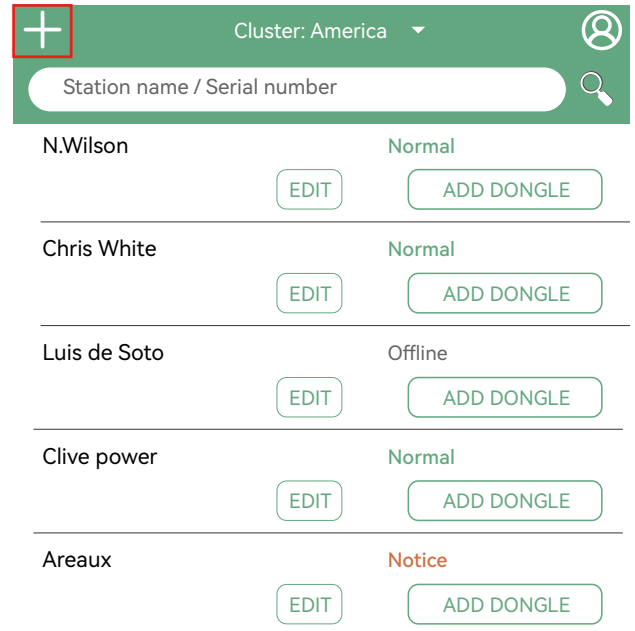 Cluster: America
Station name / Serial number
N.Wilson Normal
EDIT ADD DONGLE
Chris White Normal
EDIT ADD DONGLE
Luis de Soto Offline
EDIT ADD DONGLE
Clive power Normal
EDIT ADD DONGLE
Areaux Notice
EDIT ADD DONGLE